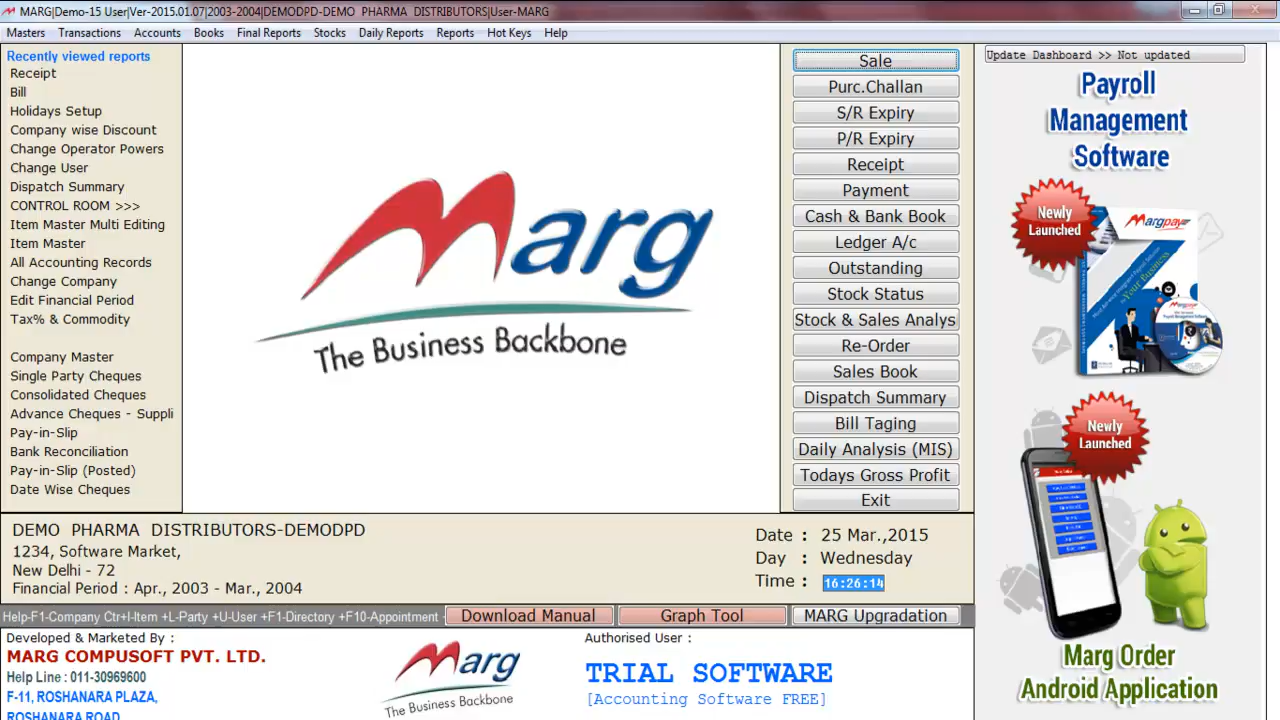 MARG|Demo-15 User|Ver-2015.01.07|2003-2004|DEMODPD-DEMO PHARMA DISTRIBUTORS|User-MARG
Masters Transactions Accounts Books Final Reports Stocks Daily Reports Reports Hot Keys Help
Recently viewed reports
Receipt
Bill
Holidays Setup
Company wise Discount
Change Operator Powers
Change User
Dispatch Summary
CONTROL ROOM >>>
Item Master Multi Editing
Item Master
All Accounting Records
Change Company
Edit Financial Period
Tax% & Commodity
Company Master
Single Party Cheques
Consolidated Cheques
Advance Cheques - Suppli
Pay-in-Slip
Bank Reconciliation
Pay-in-Slip (Posted)
Date Wise Cheques
Marg
The Business Backbone
Sale
Purc.Challan
S/R Expiry
P/R Expiry
Receipt
Payment
Cash & Bank Book
Ledger A/c
Outstanding
Stock Status
Stock & Sales Analys
Re-Order
Sales Book
Dispatch Summary
Bill Taging
Daily Analysis (MIS)
Todays Gross Profit
Exit
Update Dashboard >> Not updated
Payroll
Management
Software
Newly
Launched
Margpay
Newly
Launched
Marg Order
Android Application
DEMO PHARMA DISTRIBUTORS-DEMODPD
1234, Software Market,
New Delhi - 72
Financial Period : Apr., 2003 - Mar., 2004
Date : 25 Mar.,2015
Day : Wednesday
Time : 16:26:14
Help-F1-Company Ctr+I-Item +L-Party +U-User +F1-Directory +F10-Appointment -
Download Manual
Graph Tool
MARG Upgradation
Developed & Marketed By :
MARG COMPUSOFT PVT. LTD.
Help Line : 011-30969600
F-11, ROSHANARA PLAZA,
ROSHANARA ROAD
Marg
The Business Backbone
Authorised User :
TRIAL SOFTWARE
[Accounting Software FREE]